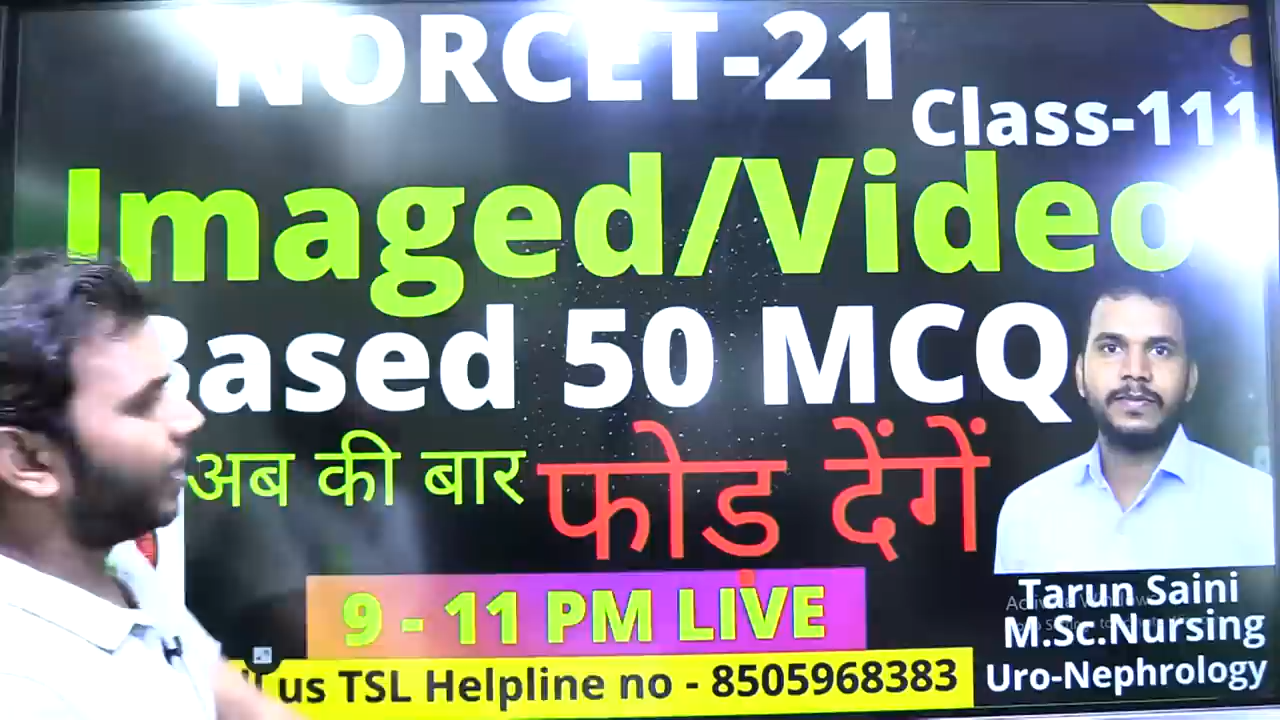 NORCET-21
Class-111
Imaged/Video
Based 50 MCQ
अब की बार फोड़ देंगें
9 - 11 PM LIVE
us TSL Helpline no - 8505968383
Tarun Saini
M.Sc.Nursing
Uro-Nephrology